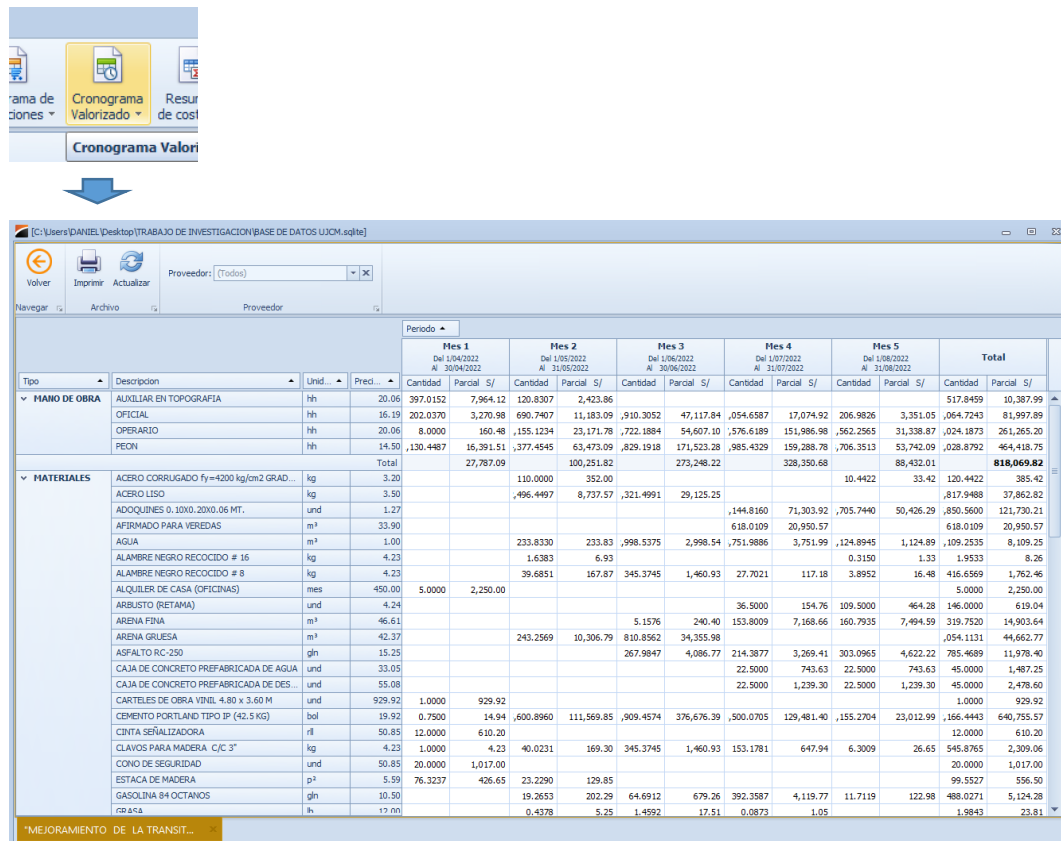 rama de Cronograma Resur
ciones Valorizado de cost
Cronograma Valori
[C:\Users\DANIEL\Desktop\TRABAJO DE INVESTIGACION\BASE DE DATOS UJCM.sqlite]
Volver Imprimir Actualizar Proveedor: (Todos)
Navegar Archivo Proveedor
Periodo
Mes 1 Mes 2 Mes 3 Mes 4 Mes 5 Total
Del 1/04/2022 Del 1/05/2022 Del 1/06/2022 Del 1/07/2022 Del 1/08/2022
Al 30/04/2022 Al 31/05/2022 Al 30/06/2022 Al 31/07/2022 Al 31/08/2022
Tipo Descripcion Unid... Preci... Cantidad Parcial S/ Cantidad Parcial S/ Cantidad Parcial S/ Cantidad Parcial S/ Cantidad Parcial S/ Cantidad Parcial S/
MANO DE OBRA AUXILIAR EN TOPOGRAFIA hh 20.06 397.0152 7,964.12 120.8307 2,423.86 517.8459 10,387.99
OFICIAL hh 16.19 202.0370 3,270.98 690.7407 11,183.09 ,910.3052 47,117.84 ,054.6587 17,074.92 206.9826 3,351.05 ,064.7243 81,997.89
OPERARIO hh 20.06 8.0000 160.48 ,155.1234 23,171.78 ,722.1884 54,607.10 ,576.6189 151,986.98 ,562.2565 31,338.87 ,024.1873 261,265.20
PEON hh 14.50 ,130.4487 16,391.51 ,377.4545 63,473.09 ,829.1918 171,523.28 ,985.4329 159,288.78 ,706.3513 53,742.09 ,028.8792 464,418.75
Total 27,787.09 100,251.82 273,248.22 328,350.68 88,432.01 818,069.82
MATERIALES ACERO CORRUGADO fy=4200 kg/cm2 GRAD... kg 3.20 110.0000 352.00 10.4422 33.42 120.4422 385.42
ACERO LISO kg 3.50 ,496.4497 8,737.57 ,321.4991 29,125.25 ,817.9488 37,862.82
ADOQUINES 0.10X0.20X0.06 MT. und 1.27 ,144.8160 71,303.92 ,705.7440 50,426.29 ,850.5600 121,730.21
AFIRMADO PARA VEREDAS m³ 33.90 618.0109 20,950.57 618.0109 20,950.57
AGUA m³ 1.00 233.8330 233.83 ,998.5375 2,998.54 ,751.9886 3,751.99 ,124.8945 1,124.89 ,109.2535 8,109.25
ALAMBRE NEGRO RECOCIDO # 16 kg 4.23 1.6383 6.93 0.3150 1.33 1.9533 8.26
ALAMBRE NEGRO RECOCIDO # 8 kg 4.23 39.6851 167.87 345.3745 1,460.93 27.7021 117.18 3.8952 16.48 416.6569 1,762.46
ALQUILER DE CASA (OFICINAS) mes 450.00 5.0000 2,250.00 5.0000 2,250.00
ARBUSTO (RETAMA) und 4.24 36.5000 154.76 109.5000 464.28 146.0000 619.04
ARENA FINA m³ 46.61 5.1576 240.40 153.8009 7,168.66 160.7935 7,494.59 319.7520 14,903.64
ARENA GRUESA m³ 42.37 243.2569 10,306.79 810.8562 34,355.98 ,054.1131 44,662.77
ASFALTO RC-250 gln 15.25 267.9847 4,086.77 214.3877 3,269.41 303.0965 4,622.22 785.4689 11,978.40
CAJA DE CONCRETO PREFABRICADA DE AGUA und 33.05 22.5000 743.63 22.5000 743.63 45.0000 1,487.25
CAJA DE CONCRETO PREFABRICADA DE DES... und 55.08 22.5000 1,239.30 22.5000 1,239.30 45.0000 2,478.60
CARTELES DE OBRA VINIL 4.80 x 3.60 M und 929.92 1.0000 929.92 1.0000 929.92
CEMENTO PORTLAND TIPO IP (42.5 KG) bol 19.92 0.7500 14.94 ,600.8960 111,569.85 ,909.4574 376,676.39 ,500.0705 129,481.40 ,155.2704 23,012.99 ,166.4443 640,755.57
CINTA SEÑALIZADORA rll 50.85 12.0000 610.20 12.0000 610.20
CLAVOS PARA MADERA C/C 3" kg 4.23 1.0000 4.23 40.0231 169.30 345.3745 1,460.93 153.1781 647.94 6.3009 26.65 545.8765 2,309.06
CONO DE SEGURIDAD und 50.85 20.0000 1,017.00 20.0000 1,017.00
ESTACA DE MADERA p² 5.59 76.3237 426.65 23.2290 129.85 99.5527 556.50
GASOLINA 84 OCTANOS gln 10.50 19.2653 202.29 64.6912 679.26 392.3587 4,119.77 11.7119 122.98 488.0271 5,124.28
GRASA lb 12.00 0.4378 5.25 1.4592 17.51 0.0873 1.05 1.9843 23.81
"MEJORAMIENTO DE LA TRANSIT...